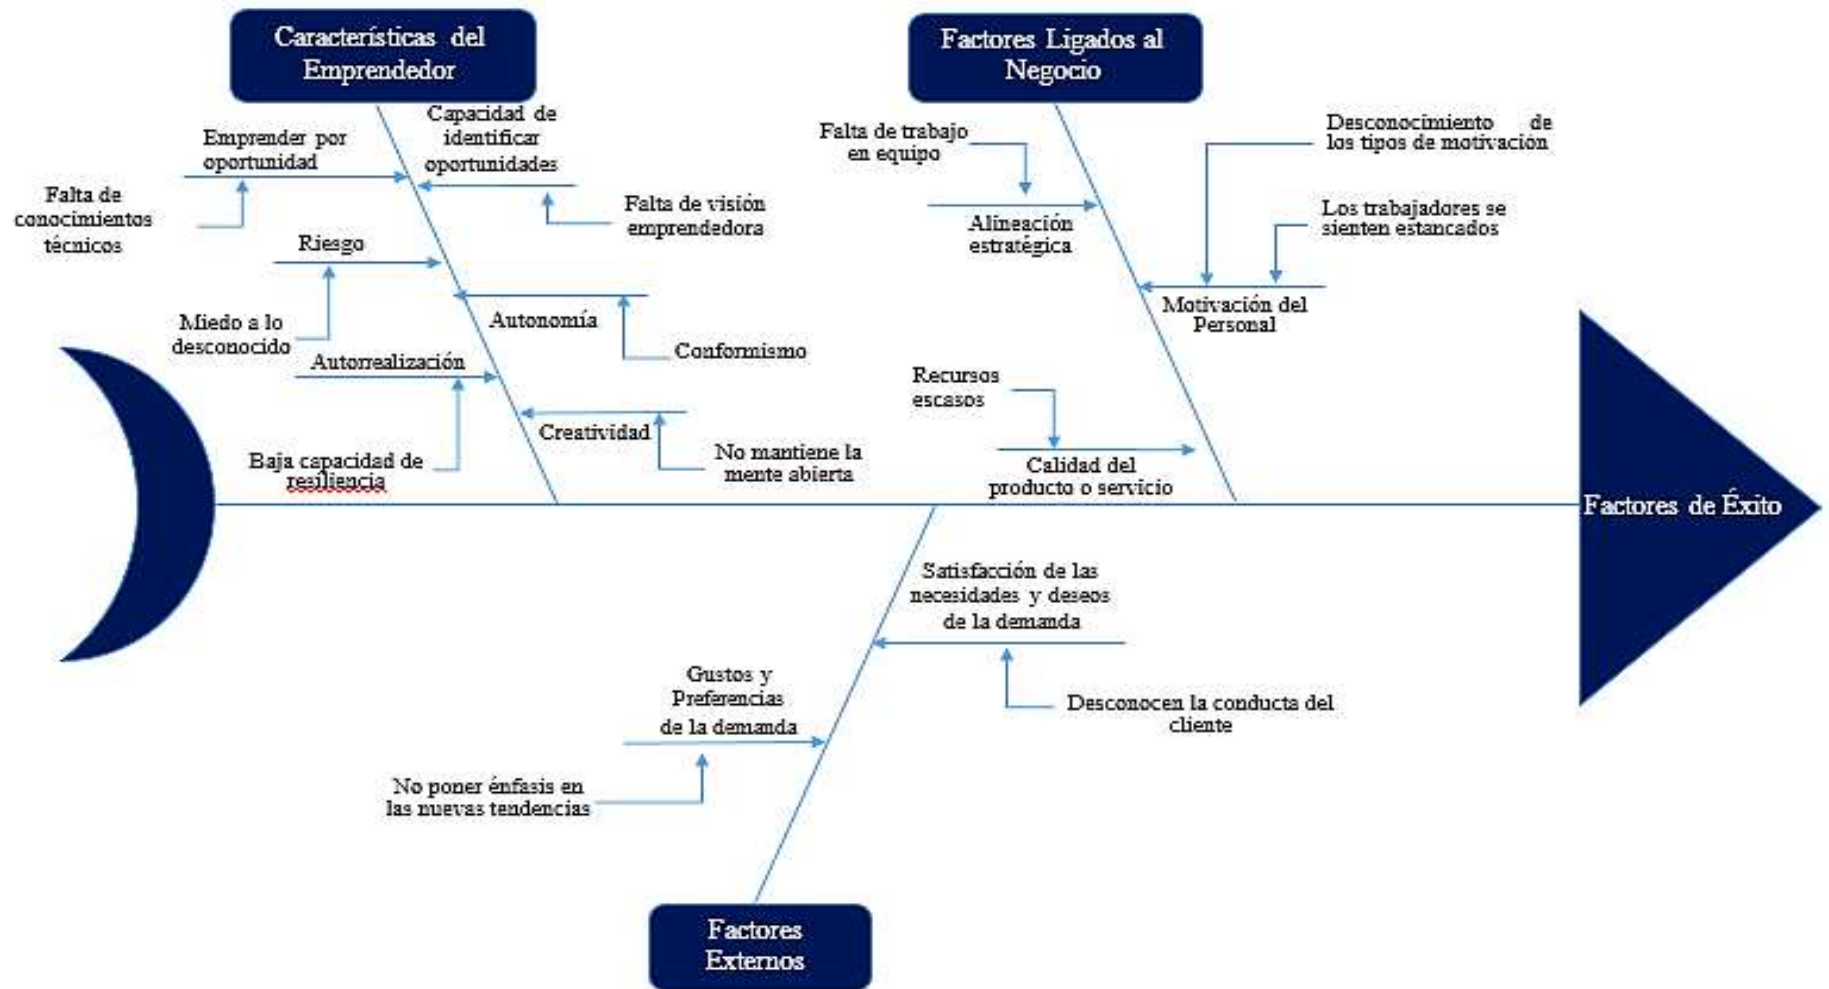 Características del
Emprendedor
Factores Ligados al
Negocio
Emprender por
oportunidad
Capacidad de
identificar
oportunidades
Falta de
conocimientos
técnicos
Falta de visión
emprendedora
Riesgo
Miedo a lo
desconocido
Autonomía
Conformismo
Autorrealización
Baja capacidad de
resiliencia
Creatividad
No mantiene la
mente abierta
Falta de trabajo
en equipo
Alineación
estratégica
Desconocimiento de
los tipos de motivación
Los trabajadores se
sienten estancados
Motivación del
Personal
Recursos
escasos
Calidad del
producto o servicio
Factores de Éxito
Satisfacción de las
necesidades y deseos
de la demanda
Desconocen la conducta del
cliente
Gustos y
Preferencias
de la demanda
No poner énfasis en
las nuevas tendencias
Factores
Externos